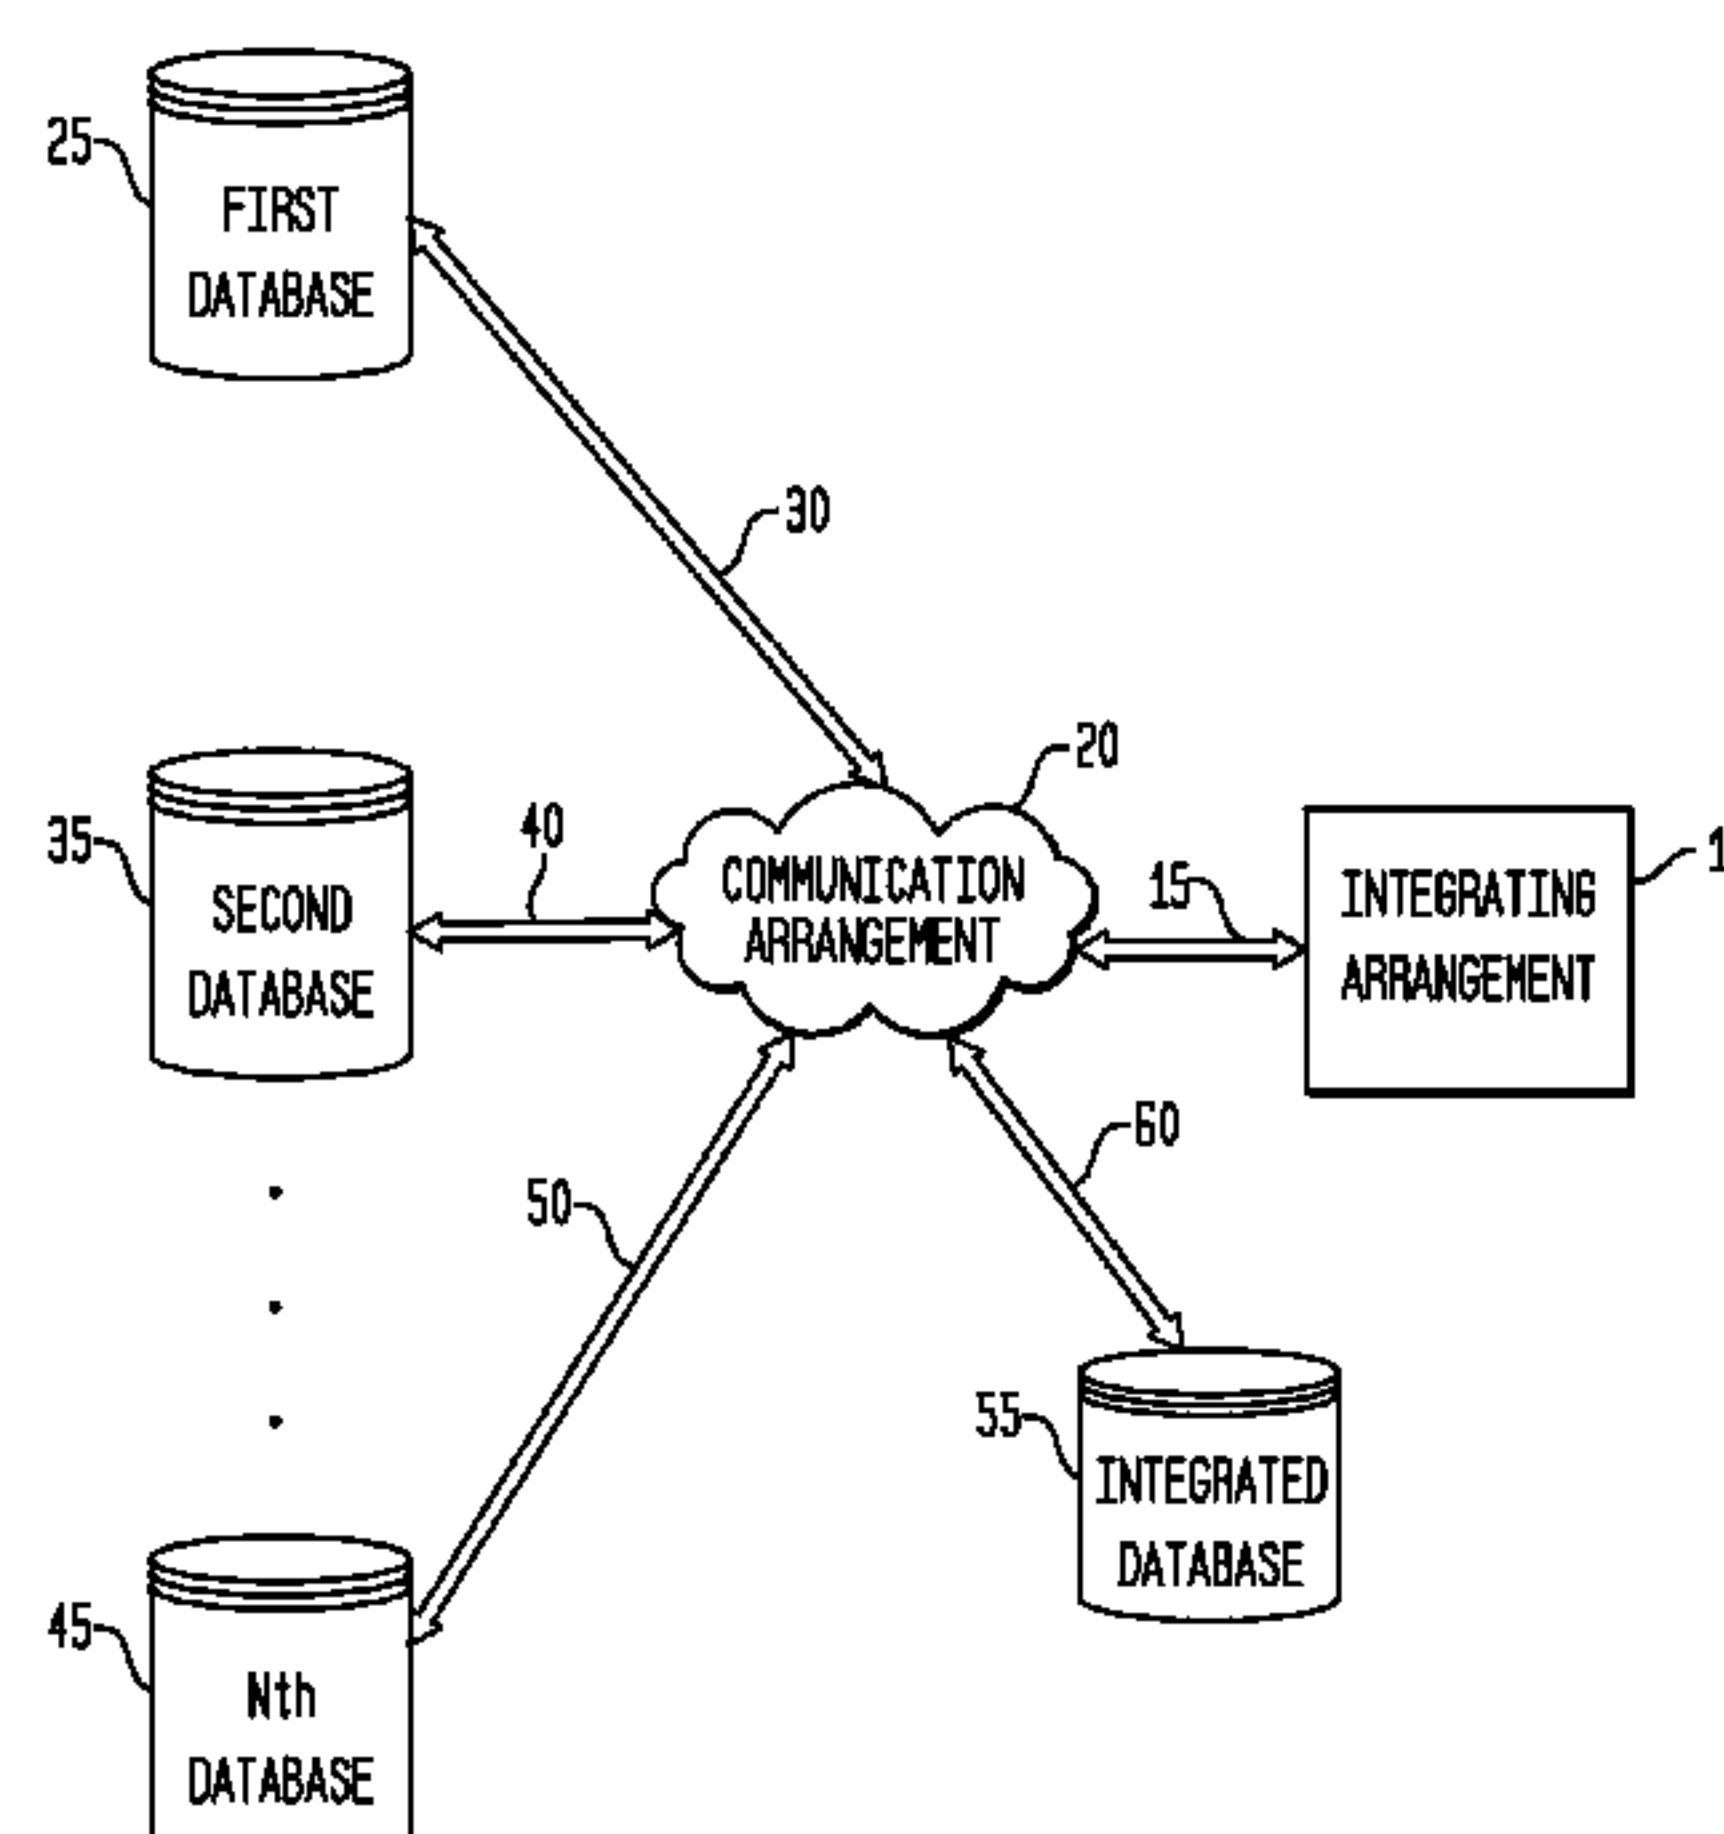 25
FIRST
DATABASE
30
20
35
SECOND
DATABASE
40
COMMUNICATION
ARRANGEMENT
15
INTEGRATING
ARRANGEMENT
1
60
50
55
INTEGRATED
DATABASE
45
Nth
DATABASE